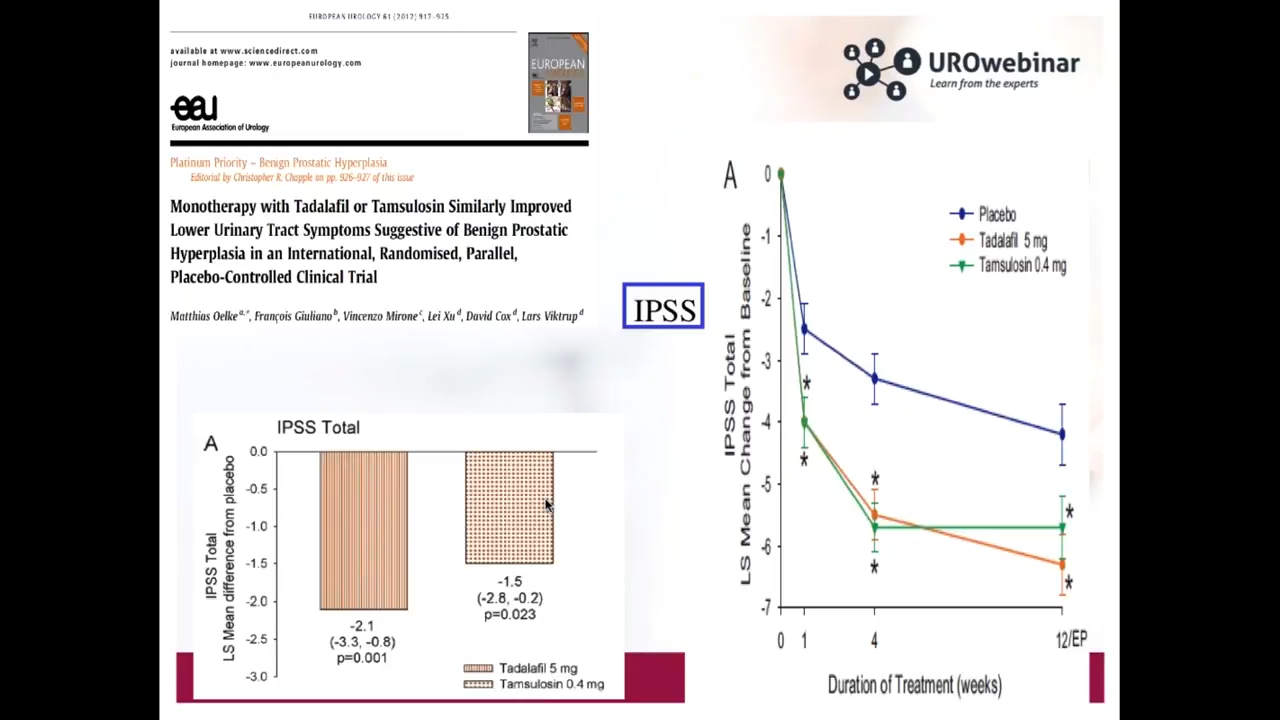 EUROPEAN UROLOGY 61 (2012) 917–925
available at www.sciencedirect.com
journal homepage: www.europeanurology.com
EUROPEAN
eau
European Association of Urology
Platinum Priority – Benign Prostatic Hyperplasia
Editorial by Christopher R. Chapple on pp. 926–927 of this issue
Monotherapy with Tadalafil or Tamsulosin Similarly Improved
Lower Urinary Tract Symptoms Suggestive of Benign Prostatic
Hyperplasia in an International, Randomised, Parallel,
Placebo-Controlled Clinical Trial
Matthias Oelke a,*, François Giuliano b, Vincenzo Mirone c, Lei Xu d, David Cox d, Lars Viktrup d
IPSS
UROwebinar
Learn from the experts
A
IPSS Total
IPSS Total
LS Mean difference from placebo
0.0
-0.5
-1.0
-1.5
-2.0
-2.5
-3.0
-2.1
(-3.3, -0.8)
p=0.001
-1.5
(-2.8, -0.2)
p=0.023
Tadalafil 5 mg
Tamsulosin 0.4 mg
A
IPSS Total
LS Mean Change from Baseline
0
-1
-2
-3
-4
-5
-6
-7
Placebo
Tadalafil 5 mg
Tamsulosin 0.4 mg
*
*
*
*
*
*
0 1 4 12/EP
Duration of Treatment (weeks)